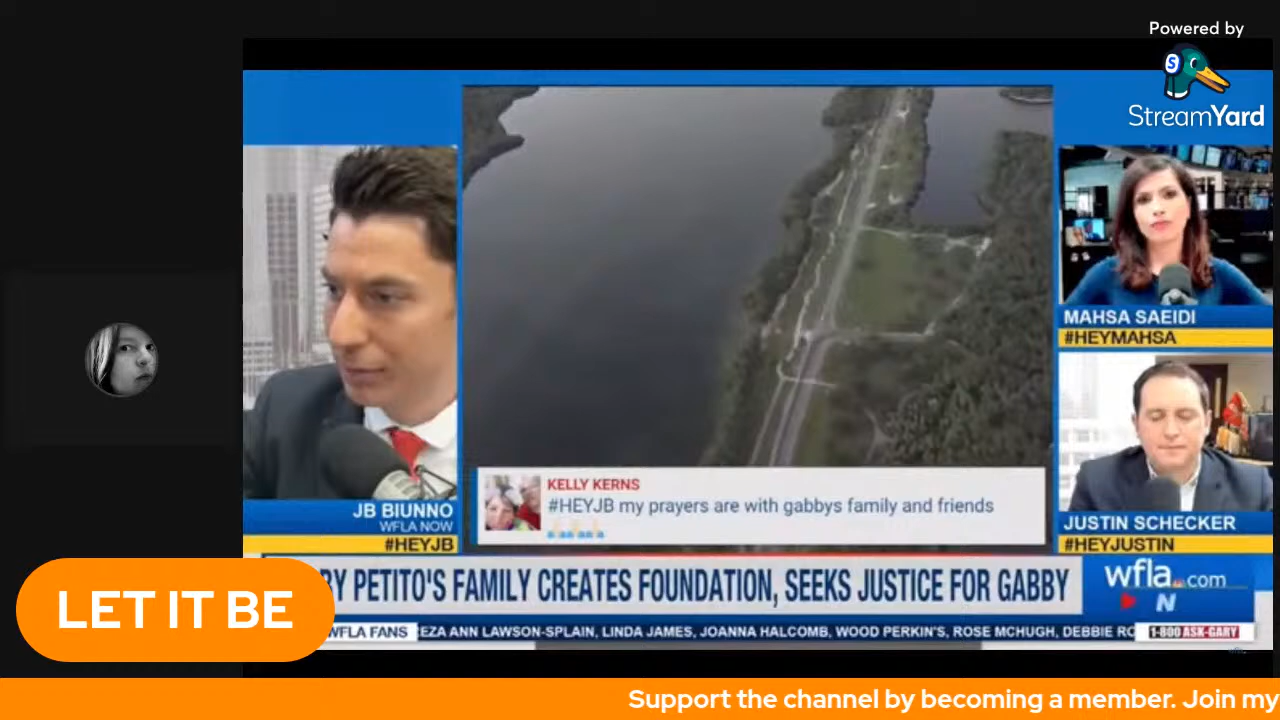 Powered by
StreamYard
MAHSA SAEIDI
#HEYMAHSA
KELLY KERNS
#HEYJB my prayers are with gabbys family and friends
JB BIUNNO
WFLA NOW
#HEYJB
JUSTIN SCHECKER
#HEYJUSTIN
LET IT BE
BY PETITO'S FAMILY CREATES FOUNDATION, SEEKS JUSTICE FOR GABBY
wfla.com
N
WFLA FANS
EZA ANN LAWSON-SPLAIN, LINDA JAMES, JOANNA HALCOMB, WOOD PERKIN'S, ROSE MCHUGH, DEBBIE RO
1-800 ASK-GARY
Support the channel by becoming a member. Join my